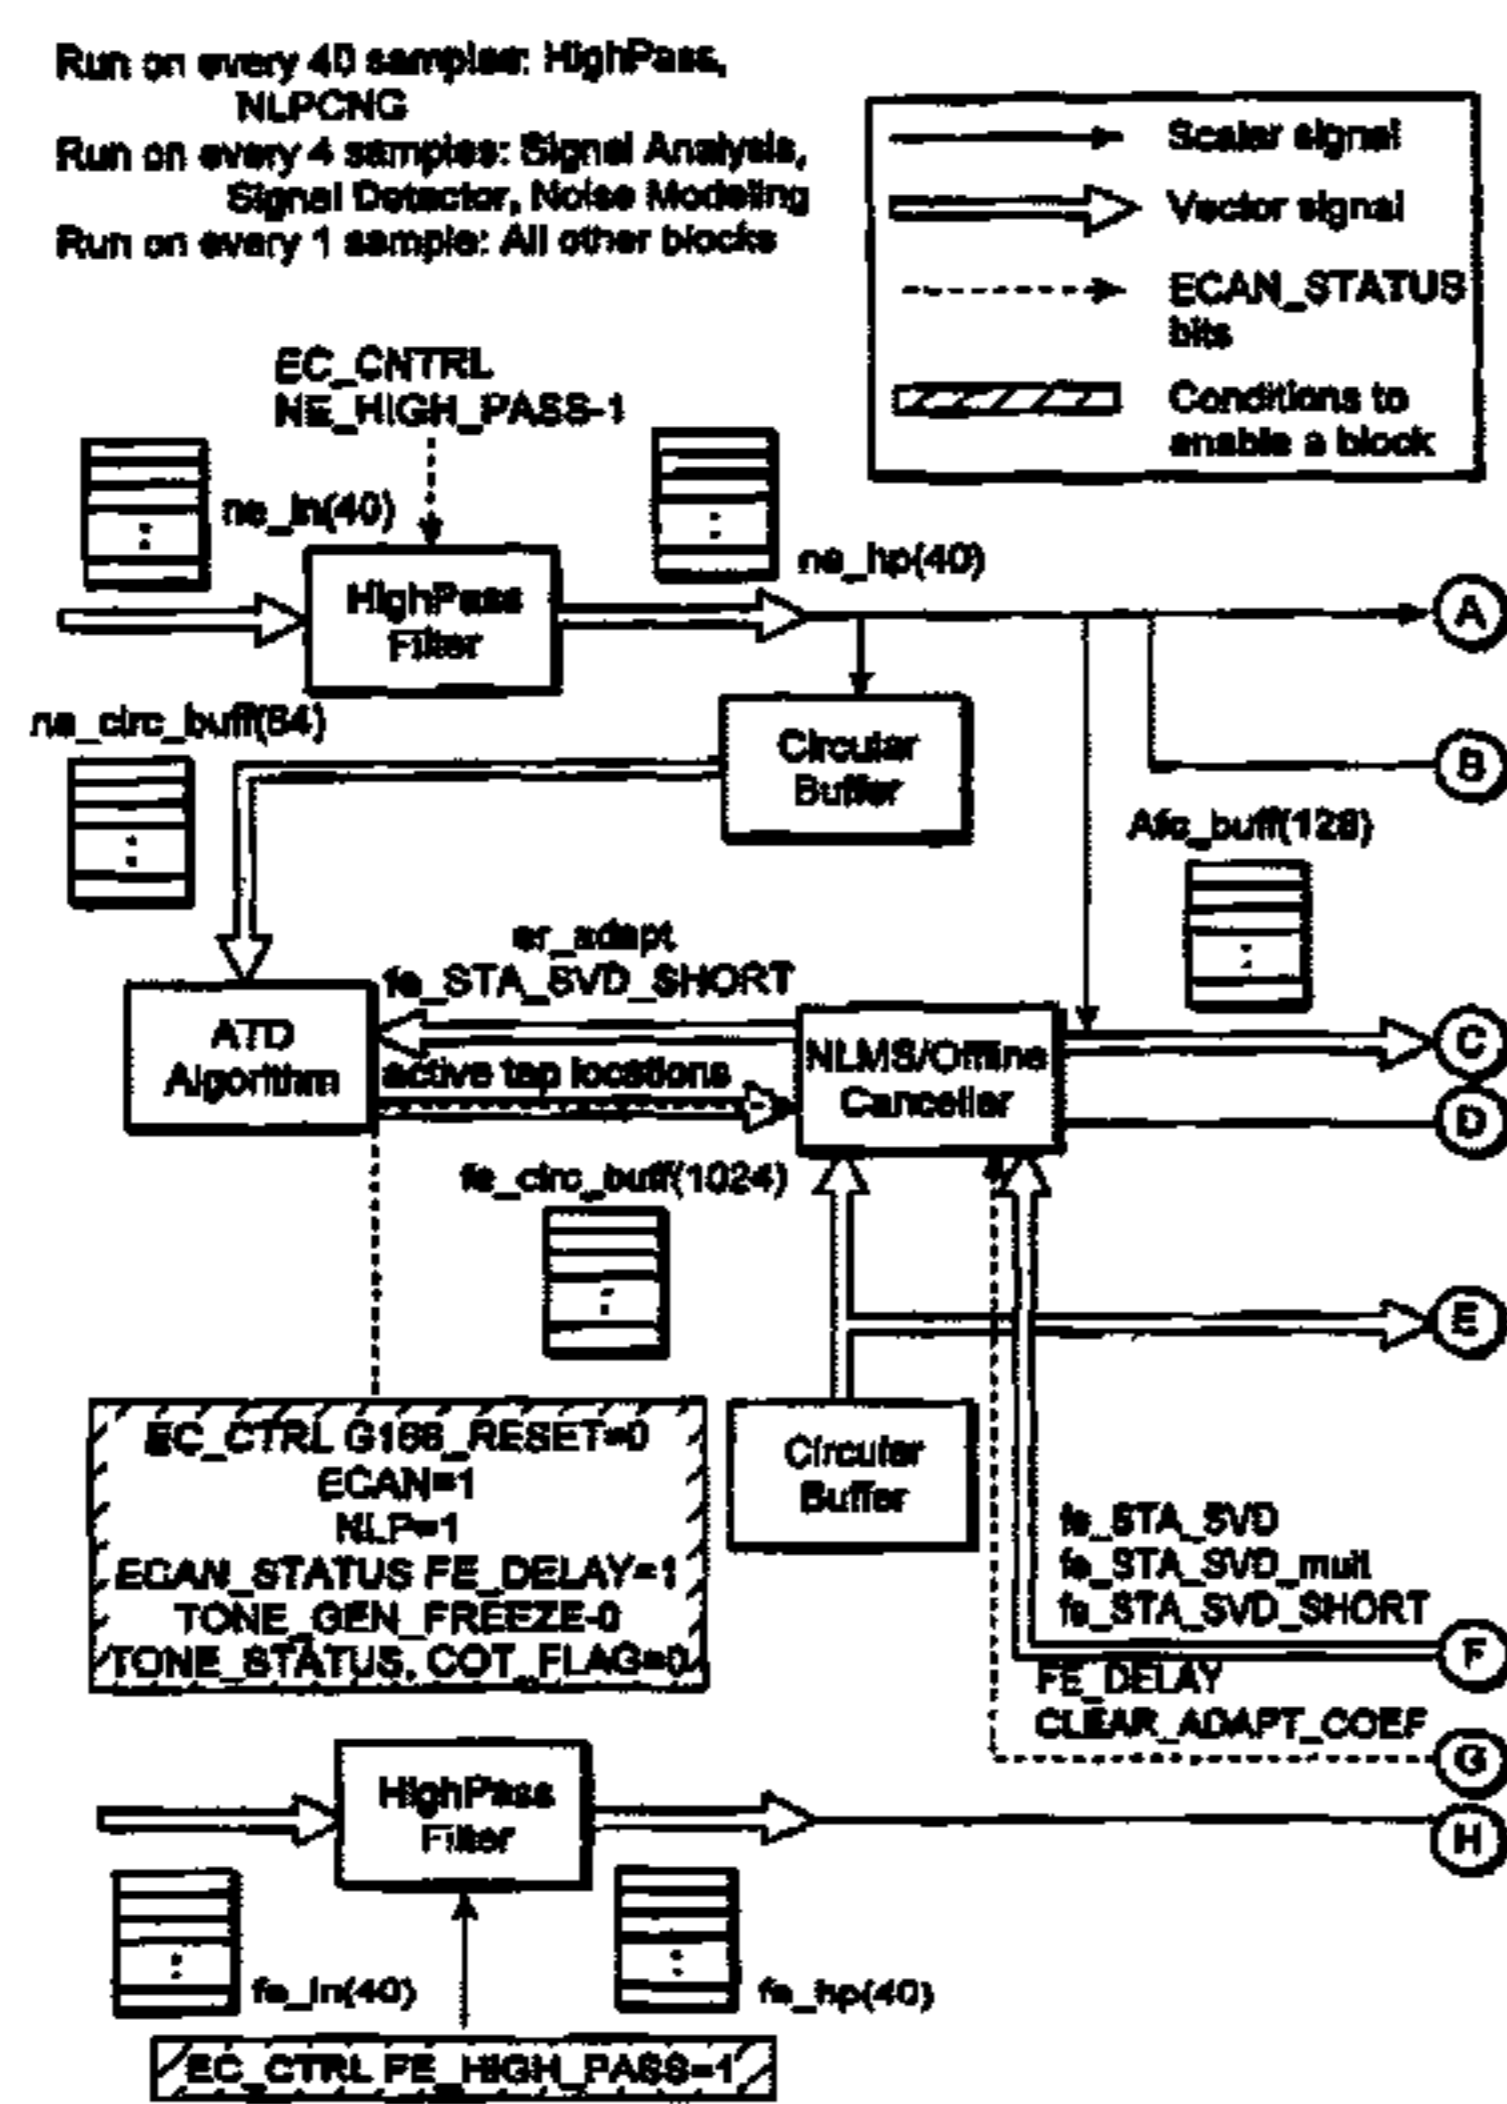 Run on every 40 samples: HighPass,
NLPCNG
Run on every 4 samples: Signal Analysis,
Signal Detector, Noise Modeling
Run on every 1 sample: All other blocks
Scalar signal
Vector signal
ECAN_STATUS
bits
Conditions to
enable a block
EC_CNTRL
NE_HIGH_PASS-1
ne_in(40)
ne_hp(40)
HighPass
Filter
A
ne_circ_buff(64)
Circular
Buffer
B
Afc_buff(128)
er_adapt
fe_STA_SVD_SHORT
ATD
Algorithm
active tap locations
NLMS/Offline
Canceller
C
D
fe_circ_buff(1024)
E
EC_CTRL G168_RESET=0
ECAN=1
NLP=1
ECAN_STATUS FE_DELAY=1
TONE_GEN_FREEZE-0
TONE_STATUS, COT_FLAG=0
Circular
Buffer
fe_STA_SVD
fe_STA_SVD_mult
fe_STA_SVD_SHORT
F
FE_DELAY
CLEAR_ADAPT_COEF
G
HighPass
Filter
H
fe_in(40)
fe_hp(40)
EC_CTRL FE_HIGH_PASS=1